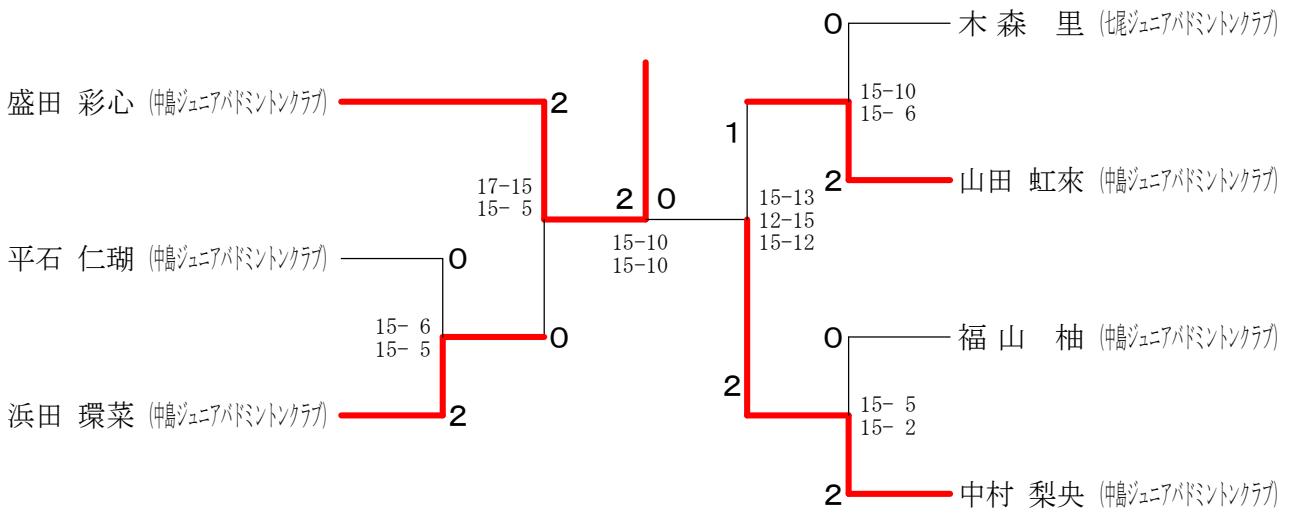 盛田 彩心 (中島ジュニアバドミントンクラブ)
2
17-15
15- 5
平石 仁瑚 (中島ジュニアバドミントンクラブ)
0
15- 6
15- 5
0
浜田 環菜 (中島ジュニアバドミントンクラブ)
2
2 0
15-10
15-10
0 木 森 里 (七尾ジュニアバドミントンクラブ)
15-10
15- 6
1
2 山田 虹來 (中島ジュニアバドミントンクラブ)
15-13
12-15
15-12
0 福 山 柚 (中島ジュニアバドミントンクラブ)
2
15- 5
15- 2
2 中村 梨央 (中島ジュニアバドミントンクラブ)